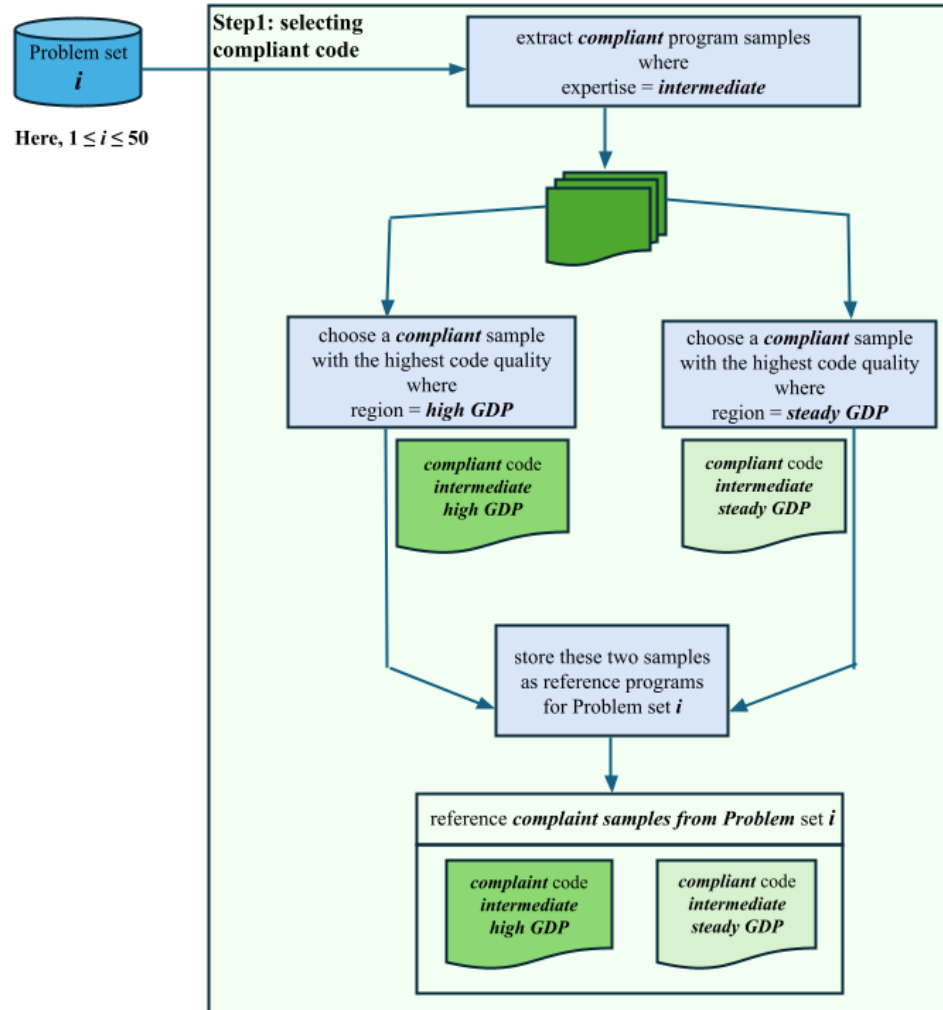 Problem set
i
Here, 1 ≤ i ≤ 50
Step1: selecting
compliant code
extract compliant program samples
where
expertise = intermediate
choose a compliant sample
with the highest code quality
where
region = high GDP
choose a compliant sample
with the highest code quality
where
region = steady GDP
compliant code
intermediate
high GDP
compliant code
intermediate
steady GDP
store these two samples
as reference programs
for Problem set i
reference complaint samples from Problem set i
complaint code
intermediate
high GDP
compliant code
intermediate
steady GDP